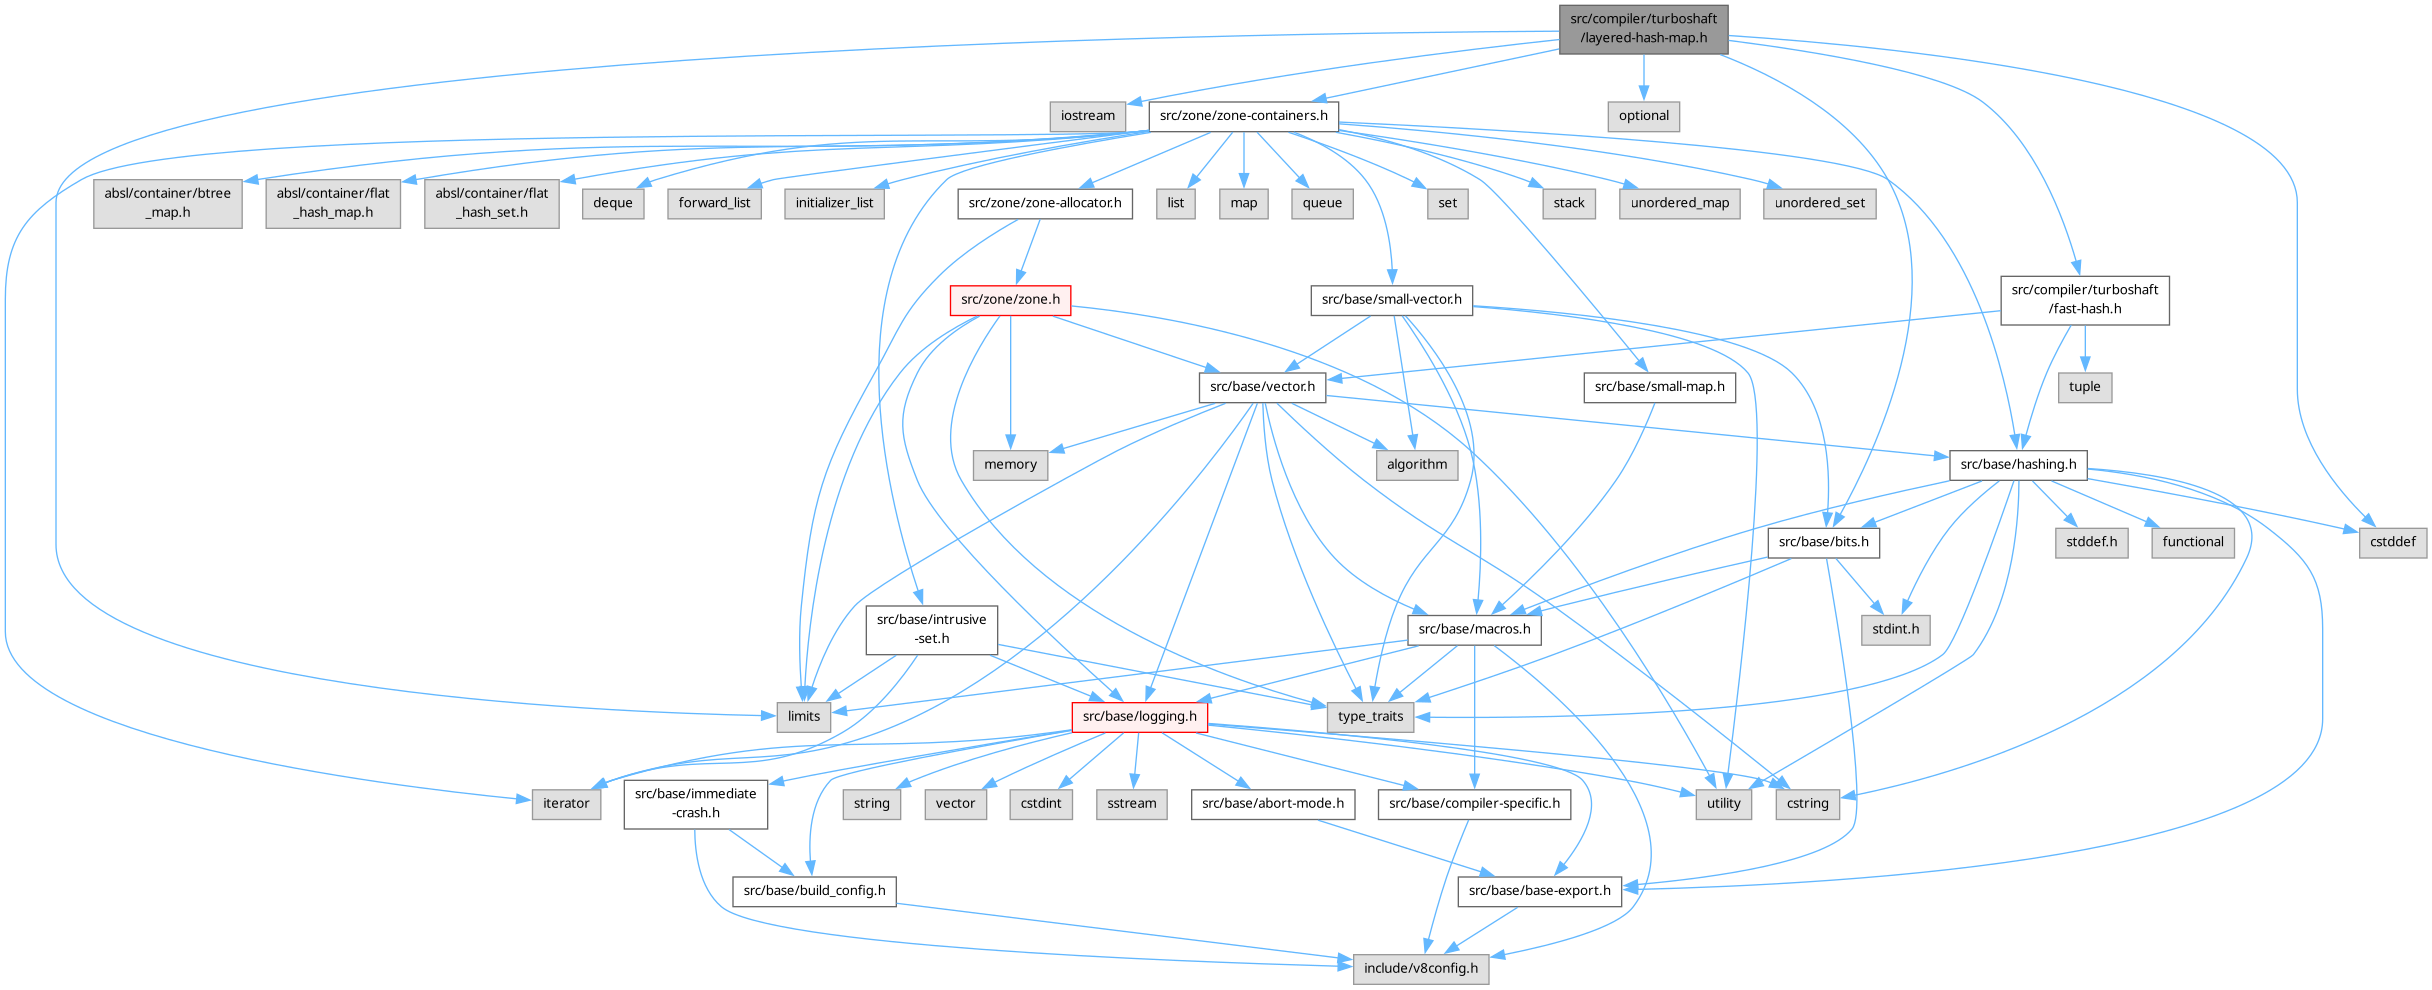 src/compiler/turboshaft
/layered-hash-map.h
iostream
src/zone/zone-containers.h
optional
absl/container/btree
_map.h
absl/container/flat
_hash_map.h
absl/container/flat
_hash_set.h
deque
forward_list
initializer_list
src/zone/zone-allocator.h
list
map
queue
set
stack
unordered_map
unordered_set
src/zone/zone.h
src/base/small-vector.h
src/compiler/turboshaft
/fast-hash.h
src/base/vector.h
src/base/small-map.h
tuple
memory
algorithm
src/base/hashing.h
src/base/bits.h
stddef.h
functional
cstddef
src/base/intrusive
-set.h
src/base/macros.h
stdint.h
limits
src/base/logging.h
type_traits
iterator
src/base/immediate
-crash.h
string
vector
cstdint
sstream
src/base/abort-mode.h
src/base/compiler-specific.h
utility
cstring
src/base/build_config.h
src/base/base-export.h
include/v8config.h